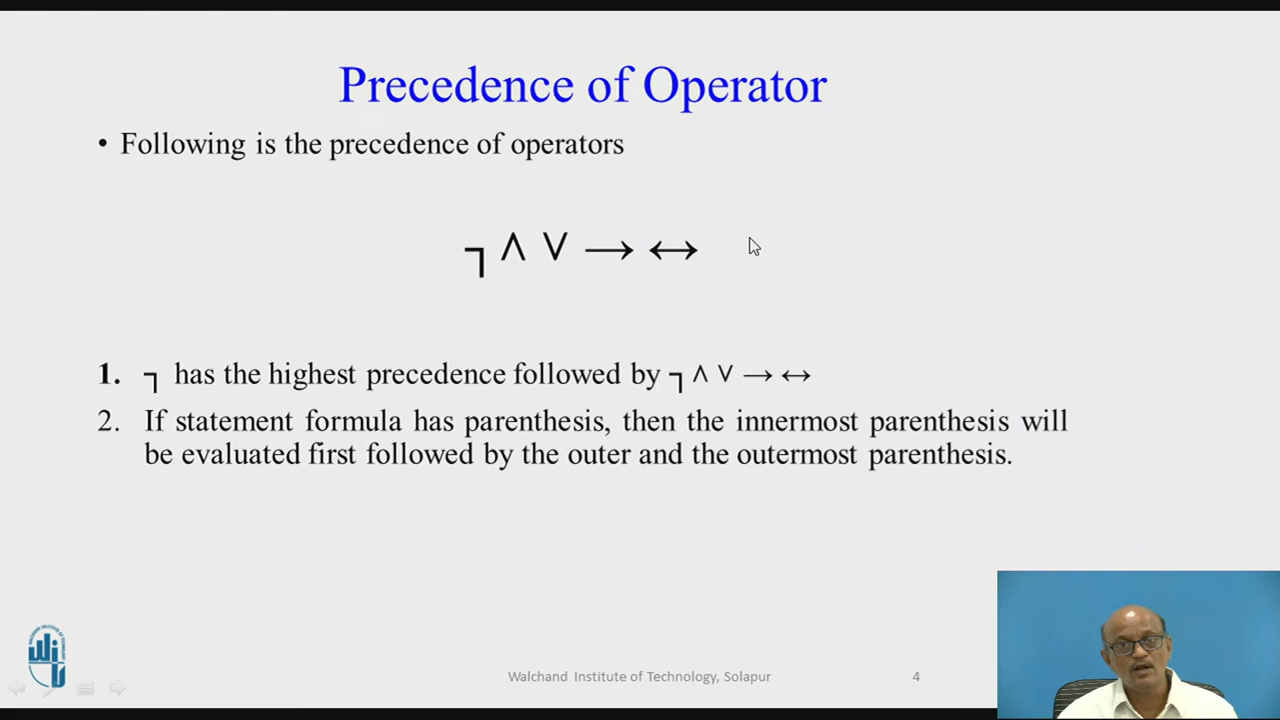 Precedence of Operator
• Following is the precedence of operators
┐ ∧ ∨ → ↔
1. ┐ has the highest precedence followed by ┐ ∧ ∨ → ↔
2. If statement formula has parenthesis, then the innermost parenthesis will
be evaluated first followed by the outer and the outermost parenthesis.
Walchand Institute of Technology, Solapur 4